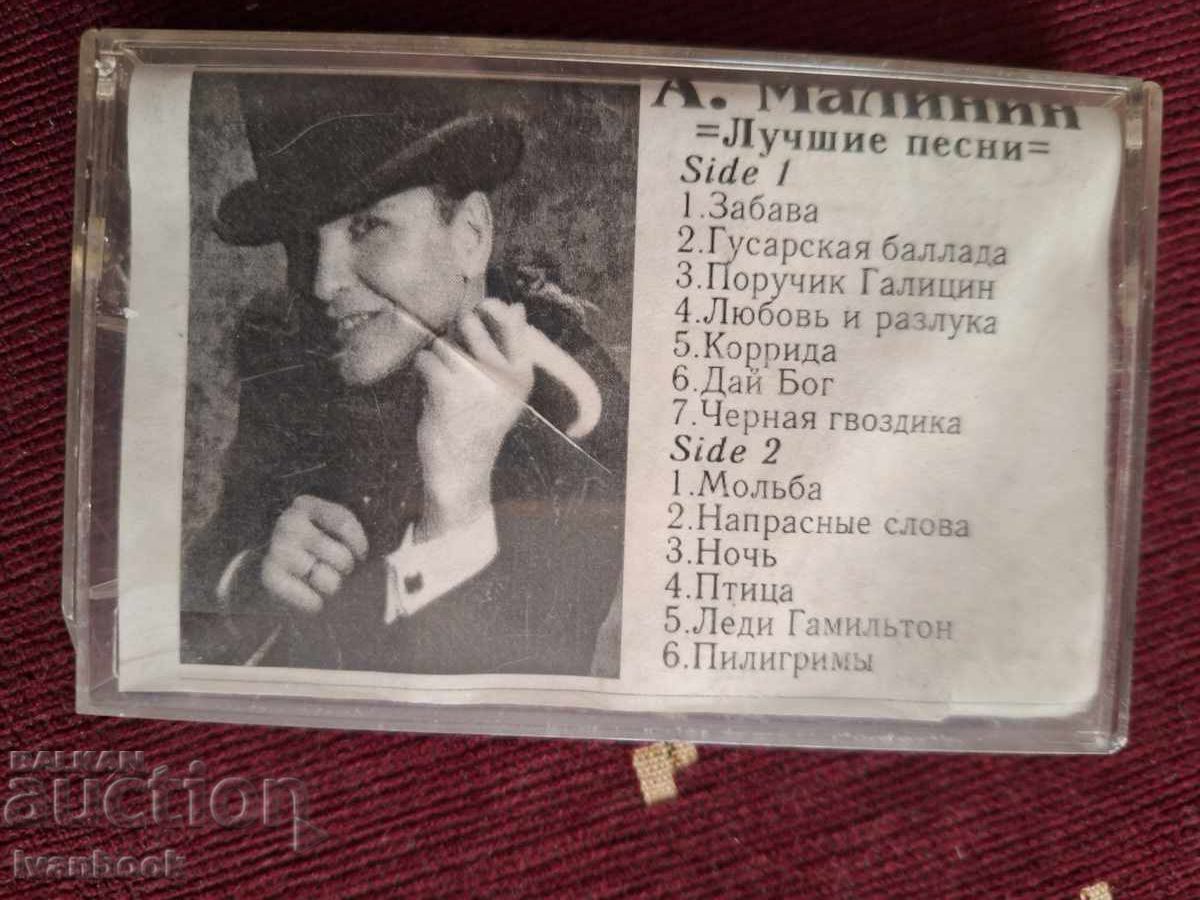 А. Малинин
=Лучшие песни=
Side 1
1.Забава
2.Гусарская баллада
3.Поручик Галицин
4.Любовь и разлука
5.Коррида
6.Дай Бог
7.Черная гвоздика
Side 2
1.Мольба
2.Напрасные слова
3.Ночь
4.Птица
5.Леди Гамильтон
6.Пилигримы
BALKAN
auction
Ivanbook